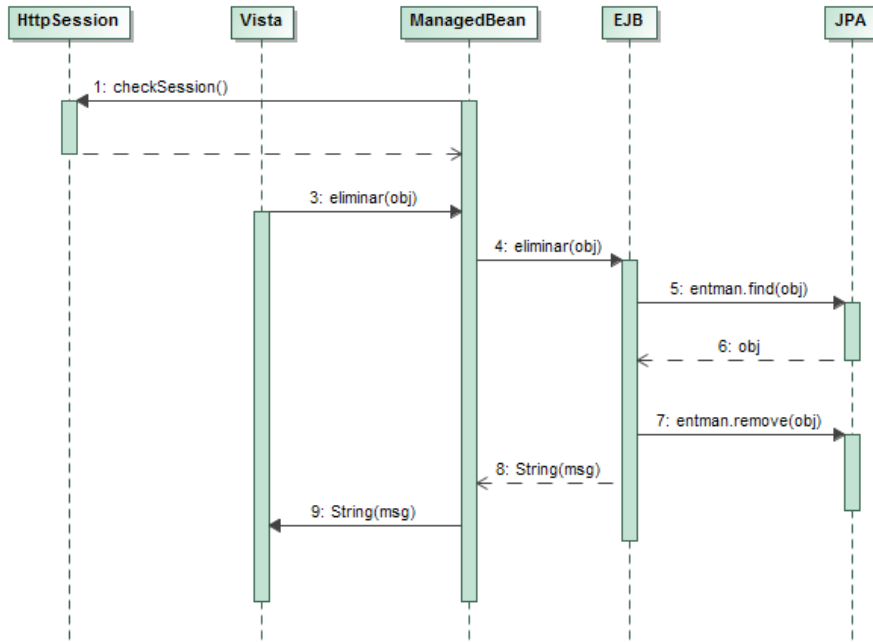 HttpSession
Vista
ManagedBean
EJB
JPA
1: checkSession()
3: eliminar(obj)
4: eliminar(obj)
5: entman.find(obj)
6: obj
7: entman.remove(obj)
8: String(msg)
9: String(msg)